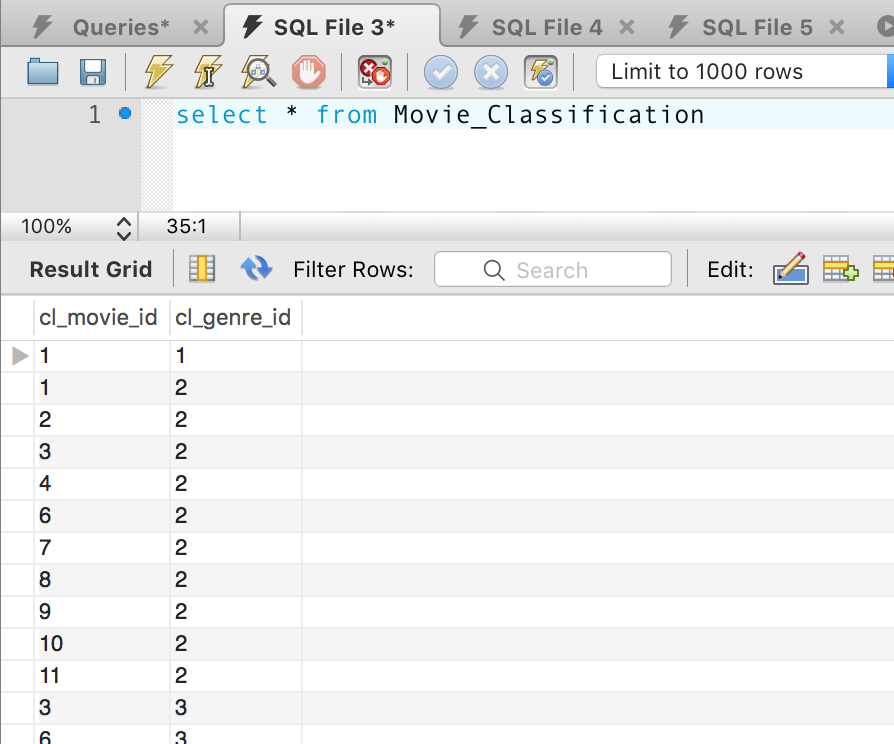 Queries* SQL File 3* SQL File 4 SQL File 5
Limit to 1000 rows
1 select * from Movie_Classification
100% 35:1
Result Grid Filter Rows: Search Edit:
cl_movie_id cl_genre_id
1 1
1 2
2 2
3 2
4 2
6 2
7 2
8 2
9 2
10 2
11 2
3 3
6 3